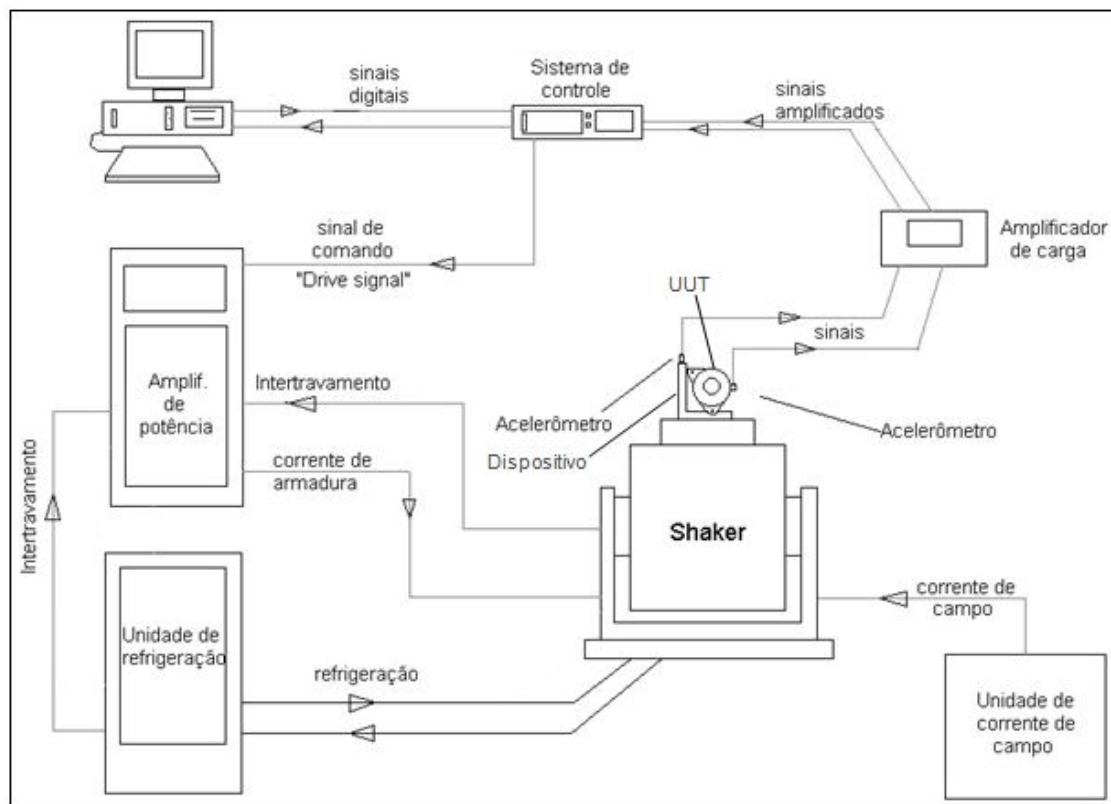 sinais
digitais
Sistema de
controle
sinais
amplificados
sinal de
comando
"Drive signal"
Amplificador
de carga
UUT
sinais
Amplif.
de
potência
Intertravamento
Acelerômetro
Acelerômetro
Dispositivo
corrente de
armadura
Intertravamento
Shaker
corrente de
campo
Unidade de
refrigeração
refrigeração
Unidade de
corrente de
campo